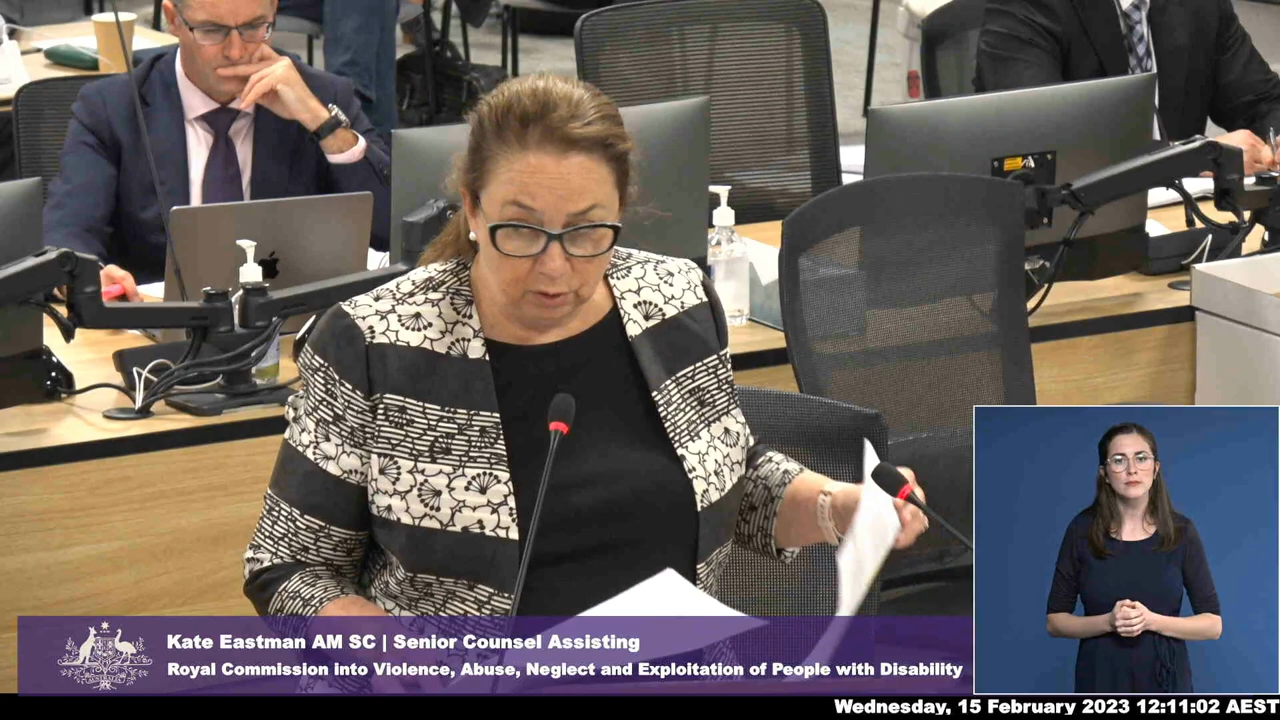 Kate Eastman AM SC | Senior Counsel Assisting
Royal Commission into Violence, Abuse, Neglect and Exploitation of People with Disability
Wednesday, 15 February 2023 12:11:02 AEST